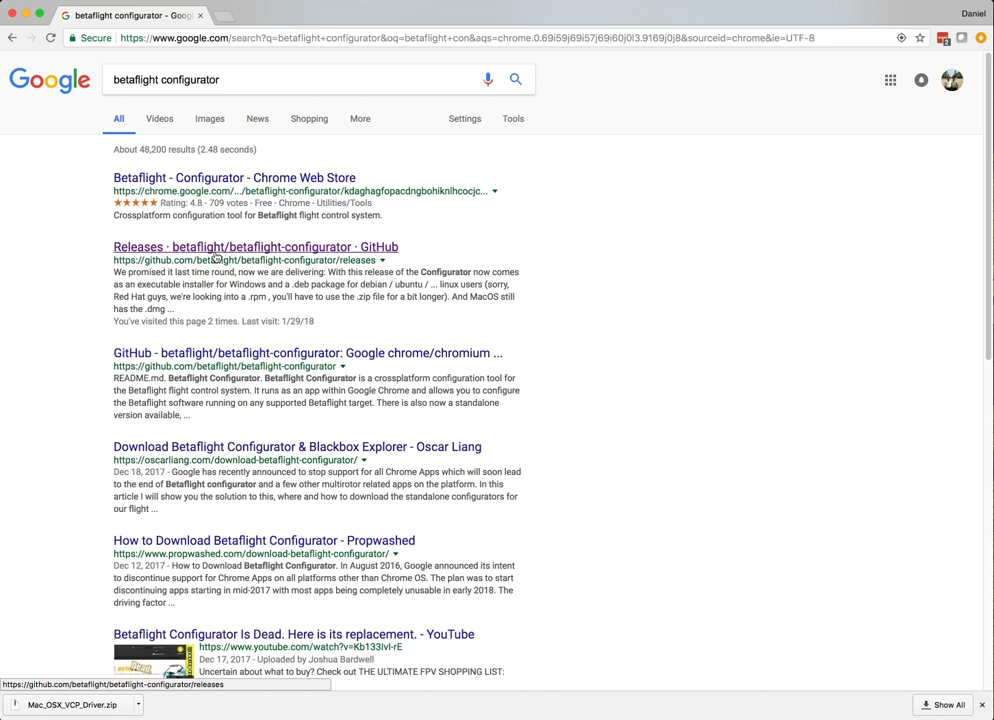 betaflight configurator - Goog
Daniel
Secure
https://www.google.com/search?q=betaflight+configurator&oq=betaflight+con&aqs=chrome.0.69i59j69i57j69i60j0l3.9169j0j8&sourceid=chrome&ie=UTF-8
2
Google
betaflight configurator
All
Videos
Images
News
Shopping
More
Settings
Tools
About 48,200 results (2.48 seconds)
Betaflight - Configurator - Chrome Web Store
https://chrome.google.com/.../betaflight-configurator/kdaghagfopacdngbohiknlhcocjc...
Rating: 4.8 - 709 votes - Free - Chrome - Utilities/Tools
Crossplatform configuration tool for Betaflight flight control system.
Releases · betaflight/betaflight-configurator · GitHub
https://github.com/betaflight/betaflight-configurator/releases
We promised it last time round, now we are delivering: With this release of the Configurator now comes
as an executable installer for Windows and a .deb package for debian / ubuntu / ... linux users (sorry,
Red Hat guys, we're looking into a .rpm , you'll have to use the .zip file for a bit longer). And MacOS still
has the .dmg ...
You've visited this page 2 times. Last visit: 1/29/18
GitHub - betaflight/betaflight-configurator: Google chrome/chromium ...
https://github.com/betaflight/betaflight-configurator
README.md. Betaflight Configurator. Betaflight Configurator is a crossplatform configuration tool for
the Betaflight flight control system. It runs as an app within Google Chrome and allows you to configure
the Betaflight software running on any supported Betaflight target. There is also now a standalone
version available, ...
Download Betaflight Configurator & Blackbox Explorer - Oscar Liang
https://oscarliang.com/download-betaflight-configurator/
Dec 18, 2017 - Google has recently announced to stop support for all Chrome Apps which will soon lead
to the end of Betaflight configurator and a few other multirotor related apps on the platform. In this
article I will show you the solution to this, where and how to download the standalone configurators for
our flight ...
How to Download Betaflight Configurator - Propwashed
https://www.propwashed.com/download-betaflight-configurator/
Dec 12, 2017 - How to Download Betaflight Configurator. In August 2016, Google announced its intent
to discontinue support for Chrome Apps on all platforms other than Chrome OS. The plan was to start
discontinuing apps starting in mid-2017 with most apps being completely unusable in early 2018. The
driving factor ...
Betaflight Configurator Is Dead. Here is its replacement. - YouTube
https://www.youtube.com/watch?v=Kb133IvI-rE
Dec 17, 2017 - Uploaded by Joshua Bardwell
Uncertain about what to buy? Check out THE ULTIMATE FPV SHOPPING LIST:
https://github.com/betaflight/betaflight-configurator/releases
Mac_OSX_VCP_Driver.zip
Show All